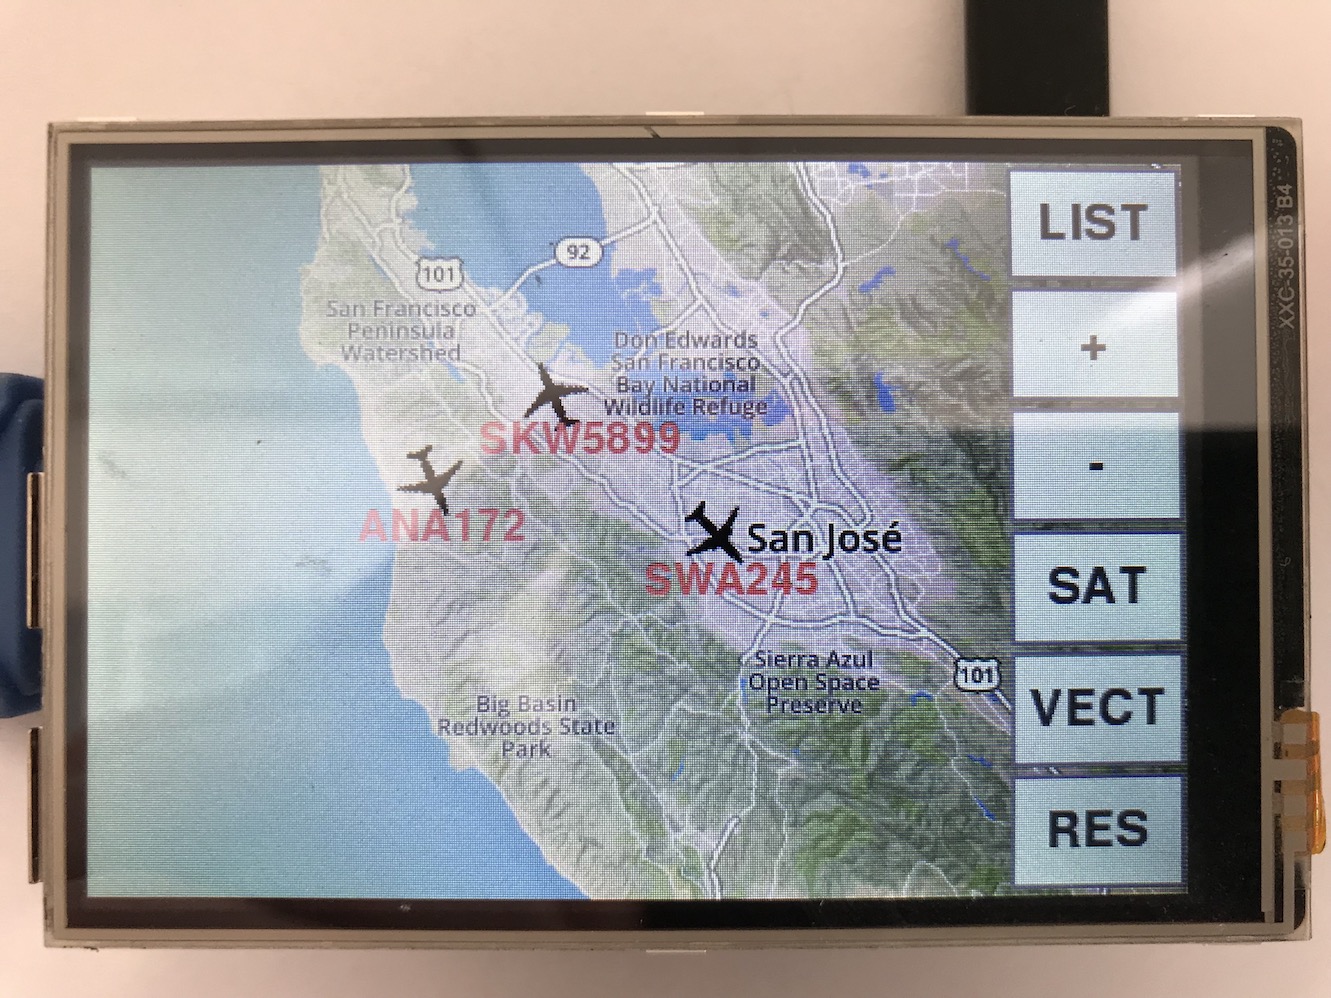 LIST
92
101
San Francisco
Peninsula
Watershed
Don Edwards
San Francisco
Bay National
Wildlife Refuge
+
SKW5899
-
ANA172
San José
SWA245
SAT
Sierra Azul
Open Space
Preserve
101
Big Basin
Redwoods State
Park
VECT
RES
XXC-35-013 B4